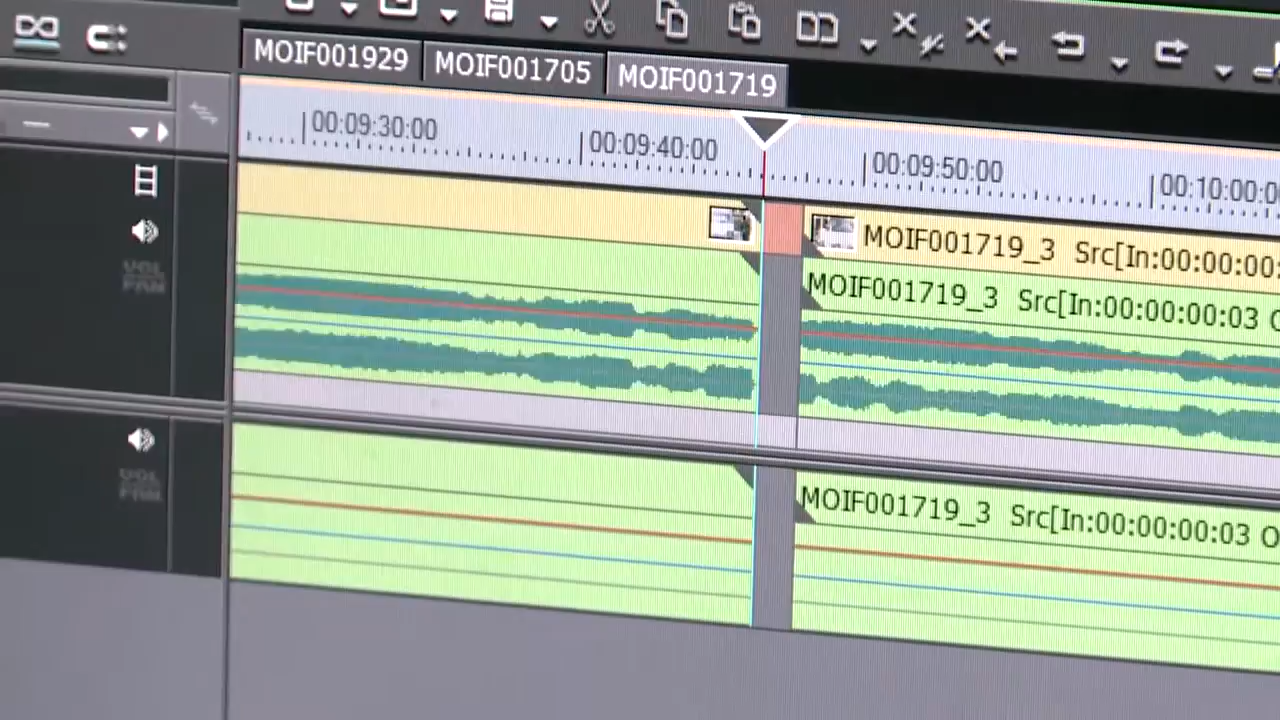 MOIF001929 MOIF001705 MOIF001719
00:09:30:00 00:09:40:00 00:09:50:00 00:10:00:0
MOIF001719_3 Src[In:00:00:00:
MOIF001719_3 Src[In:00:00:00:03 O
VOL
PAN
MOIF001719_3 Src[In:00:00:00:03 O
VOL
PAN